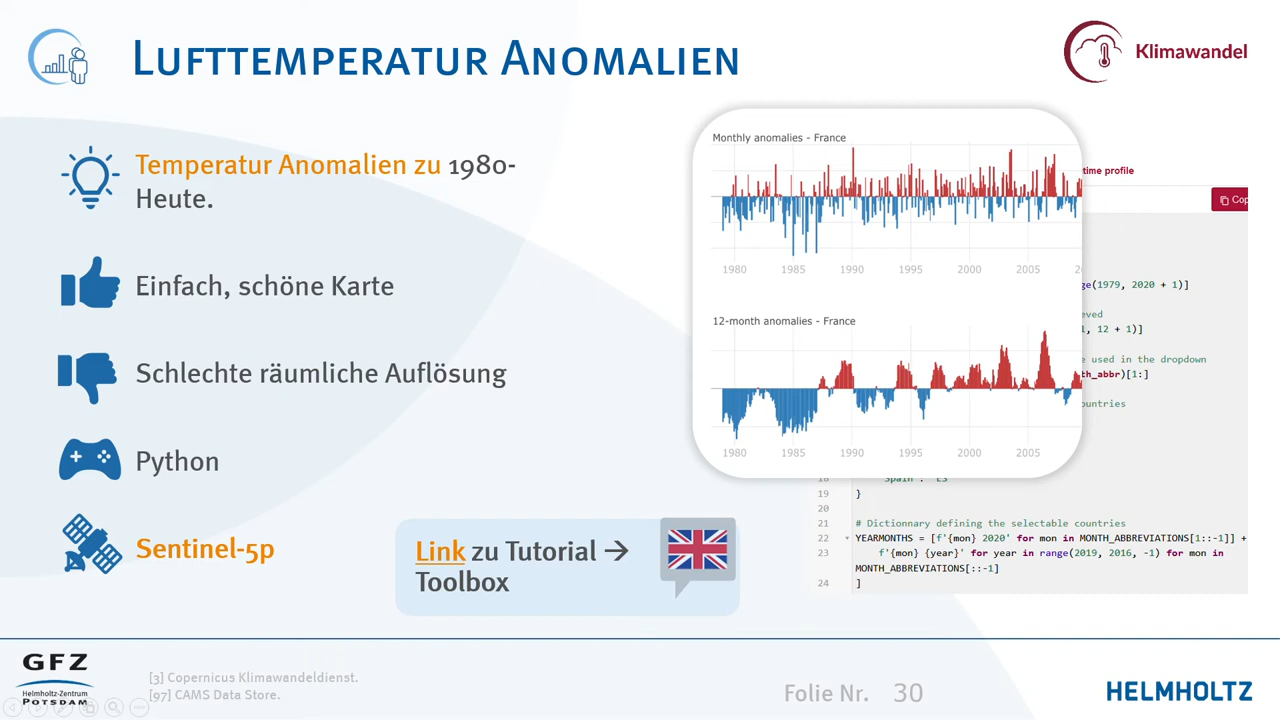 Lufttemperatur Anomalien
Klimawandel
Temperatur Anomalien zu 1980-
Heute.
Einfach, schöne Karte
Schlechte räumliche Auflösung
Python
Sentinel-5p
Link zu Tutorial →
Toolbox
Monthly anomalies - France
1980 1985 1990 1995 2000 2005
12-month anomalies - France
1980 1985 1990 1995 2000 2005
time profile
ge(1979, 2020 + 1)]
eved
1, 12 + 1)]
e used in the dropdown
th_abbr)[1:]
ountries
18
19 }
20
21 # Dictionnary defining the selectable countries
22 YEARMONTHS = [f'{mon} 2020' for mon in MONTH_ABBREVIATIONS[1::-1]] +
23 f'{mon} {year}' for year in range(2019, 2016, -1) for mon in
MONTH_ABBREVIATIONS[::-1]
24 ]
GFZ
Helmholtz-Zentrum
POTSDAM
[3] Copernicus Klimawandeldienst.
[97] CAMS Data Store.
Folie Nr. 30
HELMHOLTZ